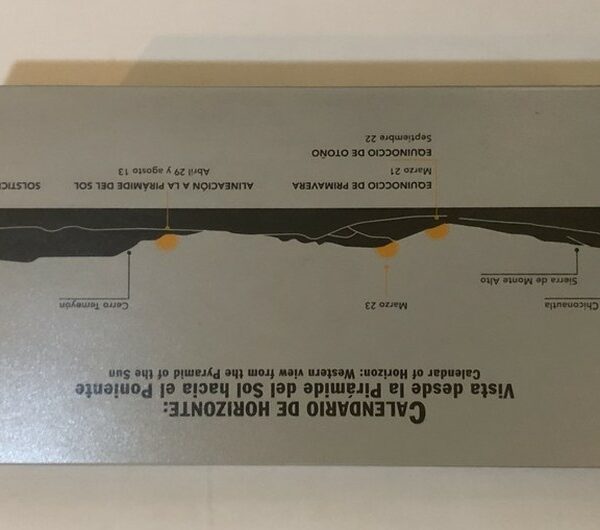 CALENDARIO DE HORIZONTE:
Vista desde la Pirámide del Sol hacia el Poniente
Calendar of Horizon: Western view from the Pyramid of the Sun
Chiconautla
Sierra de Monte Alto
Marzo 23
Cerro Temeyón
EQUINOCCIO DE PRIMAVERA
Marzo 21
EQUINOCCIO DE OTOÑO
Septiembre 22
ALINEACIÓN A LA PIRÁMIDE DEL SOL
Abril 29 y agosto 13
SOLSTICI